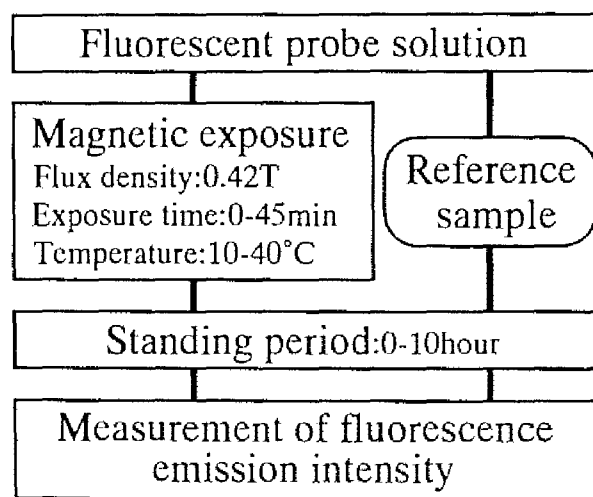 Fluorescent probe solution
Magnetic exposure
Flux density:0.42T
Exposure time:0-45min
Temperature:10-40°C
Reference
sample
Standing period:0-10hour
Measurement of fluorescence
emission intensity